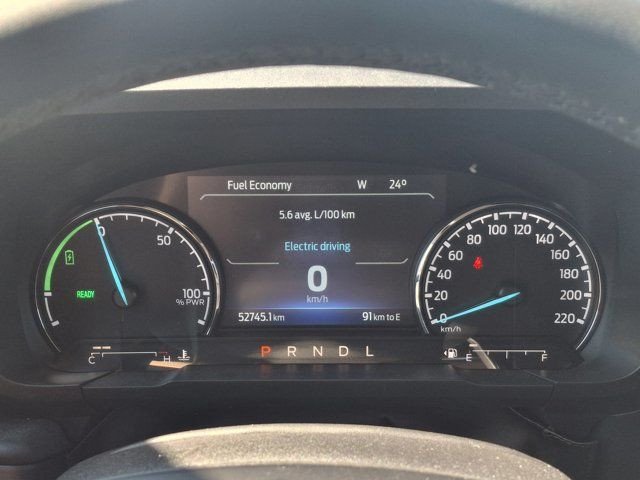 Fuel Economy W 24°
5.6 avg. L/100 km
Electric driving
0
km/h
52745.1 km 91 km to E
0 50 100
% PWR
READY
0 20 40 60 80 100 120 140 160 180 200 220
km/h
C H
P R N D L
E F